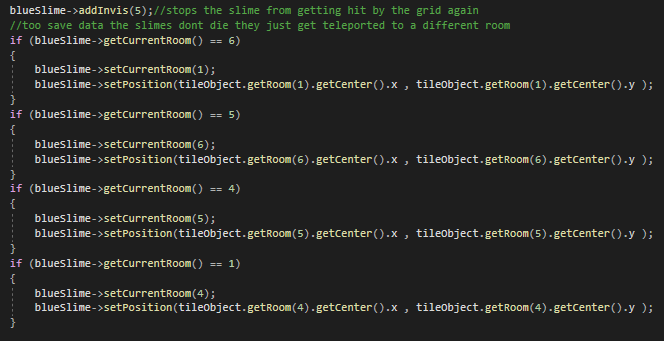 blueSlime->addInvis(5);//stops the slime from getting hit by the grid again
//too save data the slimes dont die they just get teleported to a different room
if (blueSlime->getCurrentRoom() == 6)
{
blueSlime->setCurrentRoom(1);
blueSlime->setPosition(tileObject.getRoom(1).getCenter().x , tileObject.getRoom(1).getCenter().y );
}
if (blueSlime->getCurrentRoom() == 5)
{
blueSlime->setCurrentRoom(6);
blueSlime->setPosition(tileObject.getRoom(6).getCenter().x , tileObject.getRoom(6).getCenter().y );
}
if (blueSlime->getCurrentRoom() == 4)
{
blueSlime->setCurrentRoom(5);
blueSlime->setPosition(tileObject.getRoom(5).getCenter().x , tileObject.getRoom(5).getCenter().y );
}
if (blueSlime->getCurrentRoom() == 1)
{
blueSlime->setCurrentRoom(4);
blueSlime->setPosition(tileObject.getRoom(4).getCenter().x , tileObject.getRoom(4).getCenter().y );
}